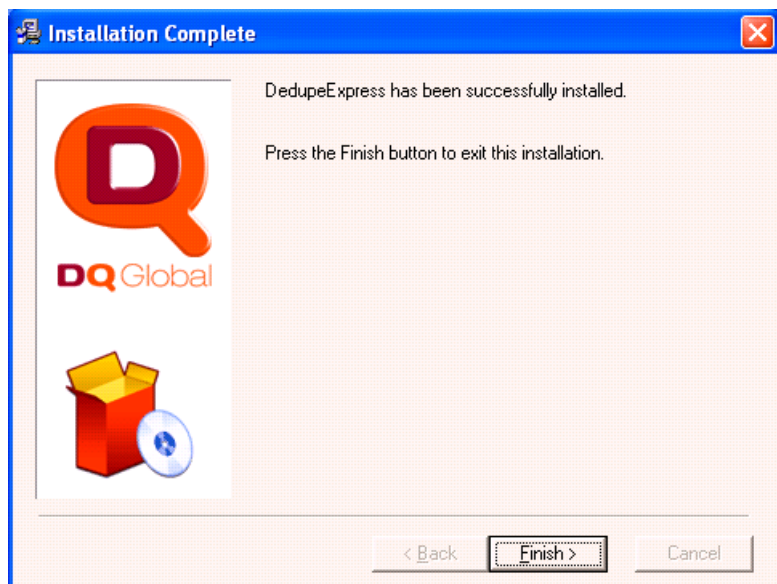 Installation Complete
DedupeExpress has been successfully installed.
Press the Finish button to exit this installation.
DQ Global
< Back
Finish >
Cancel